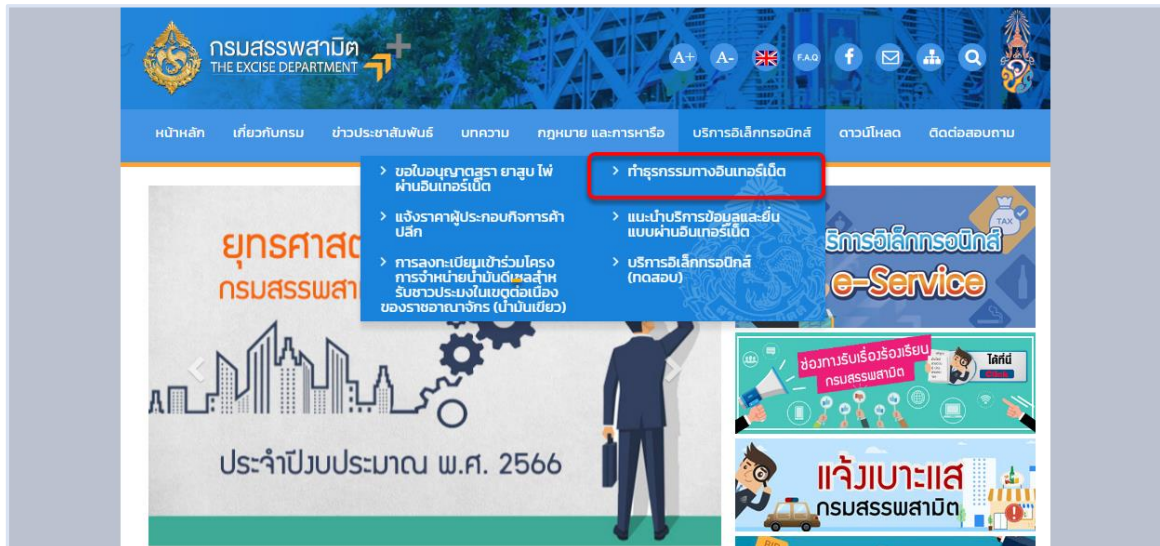 กรมสรรพสามิต
THE EXCISE DEPARTMENT
A+ A- F.A.Q
หน้าหลัก เกี่ยวกับกรม ข่าวประชาสัมพันธ์ บทความ กฎหมาย และการหารือ บริการอิเล็กทรอนิกส์ ดาวน์โหลด ติดต่อสอบถาม
ขอใบอนุญาตสุรา ยาสูบ ไพ่
ผ่านอินเทอร์เน็ต
แจ้งราคาผู้ประกอบกิจการค้า
ปลีก
การลงทะเบียนเข้าร่วมโครง
การจำหน่ายน้ำมันดีเซลสำห
รับชาวประมงในเขตต่อเนื่อง
ของราชอาณาจักร (น้ำมันเขียว)
ทำธุรกรรมทางอินเทอร์เน็ต
แนะนำบริการข้อมูลและยื่น
แบบผ่านอินเทอร์เน็ต
บริการอิเล็กทรอนิกส์
(ทดสอบ)
ยุทธศาส
กรมสรรพสา
ประจำปีงบประมาณ พ.ศ. 2566
TAX
ริการอิเล็กทรอนิกส์
e-Service
ช่องทางรับเรื่องร้องเรียน
กรมสรรพสามิต
ได้ที่นี่
Click
แจ้งเบาะแส
กรมสรรพสามิต